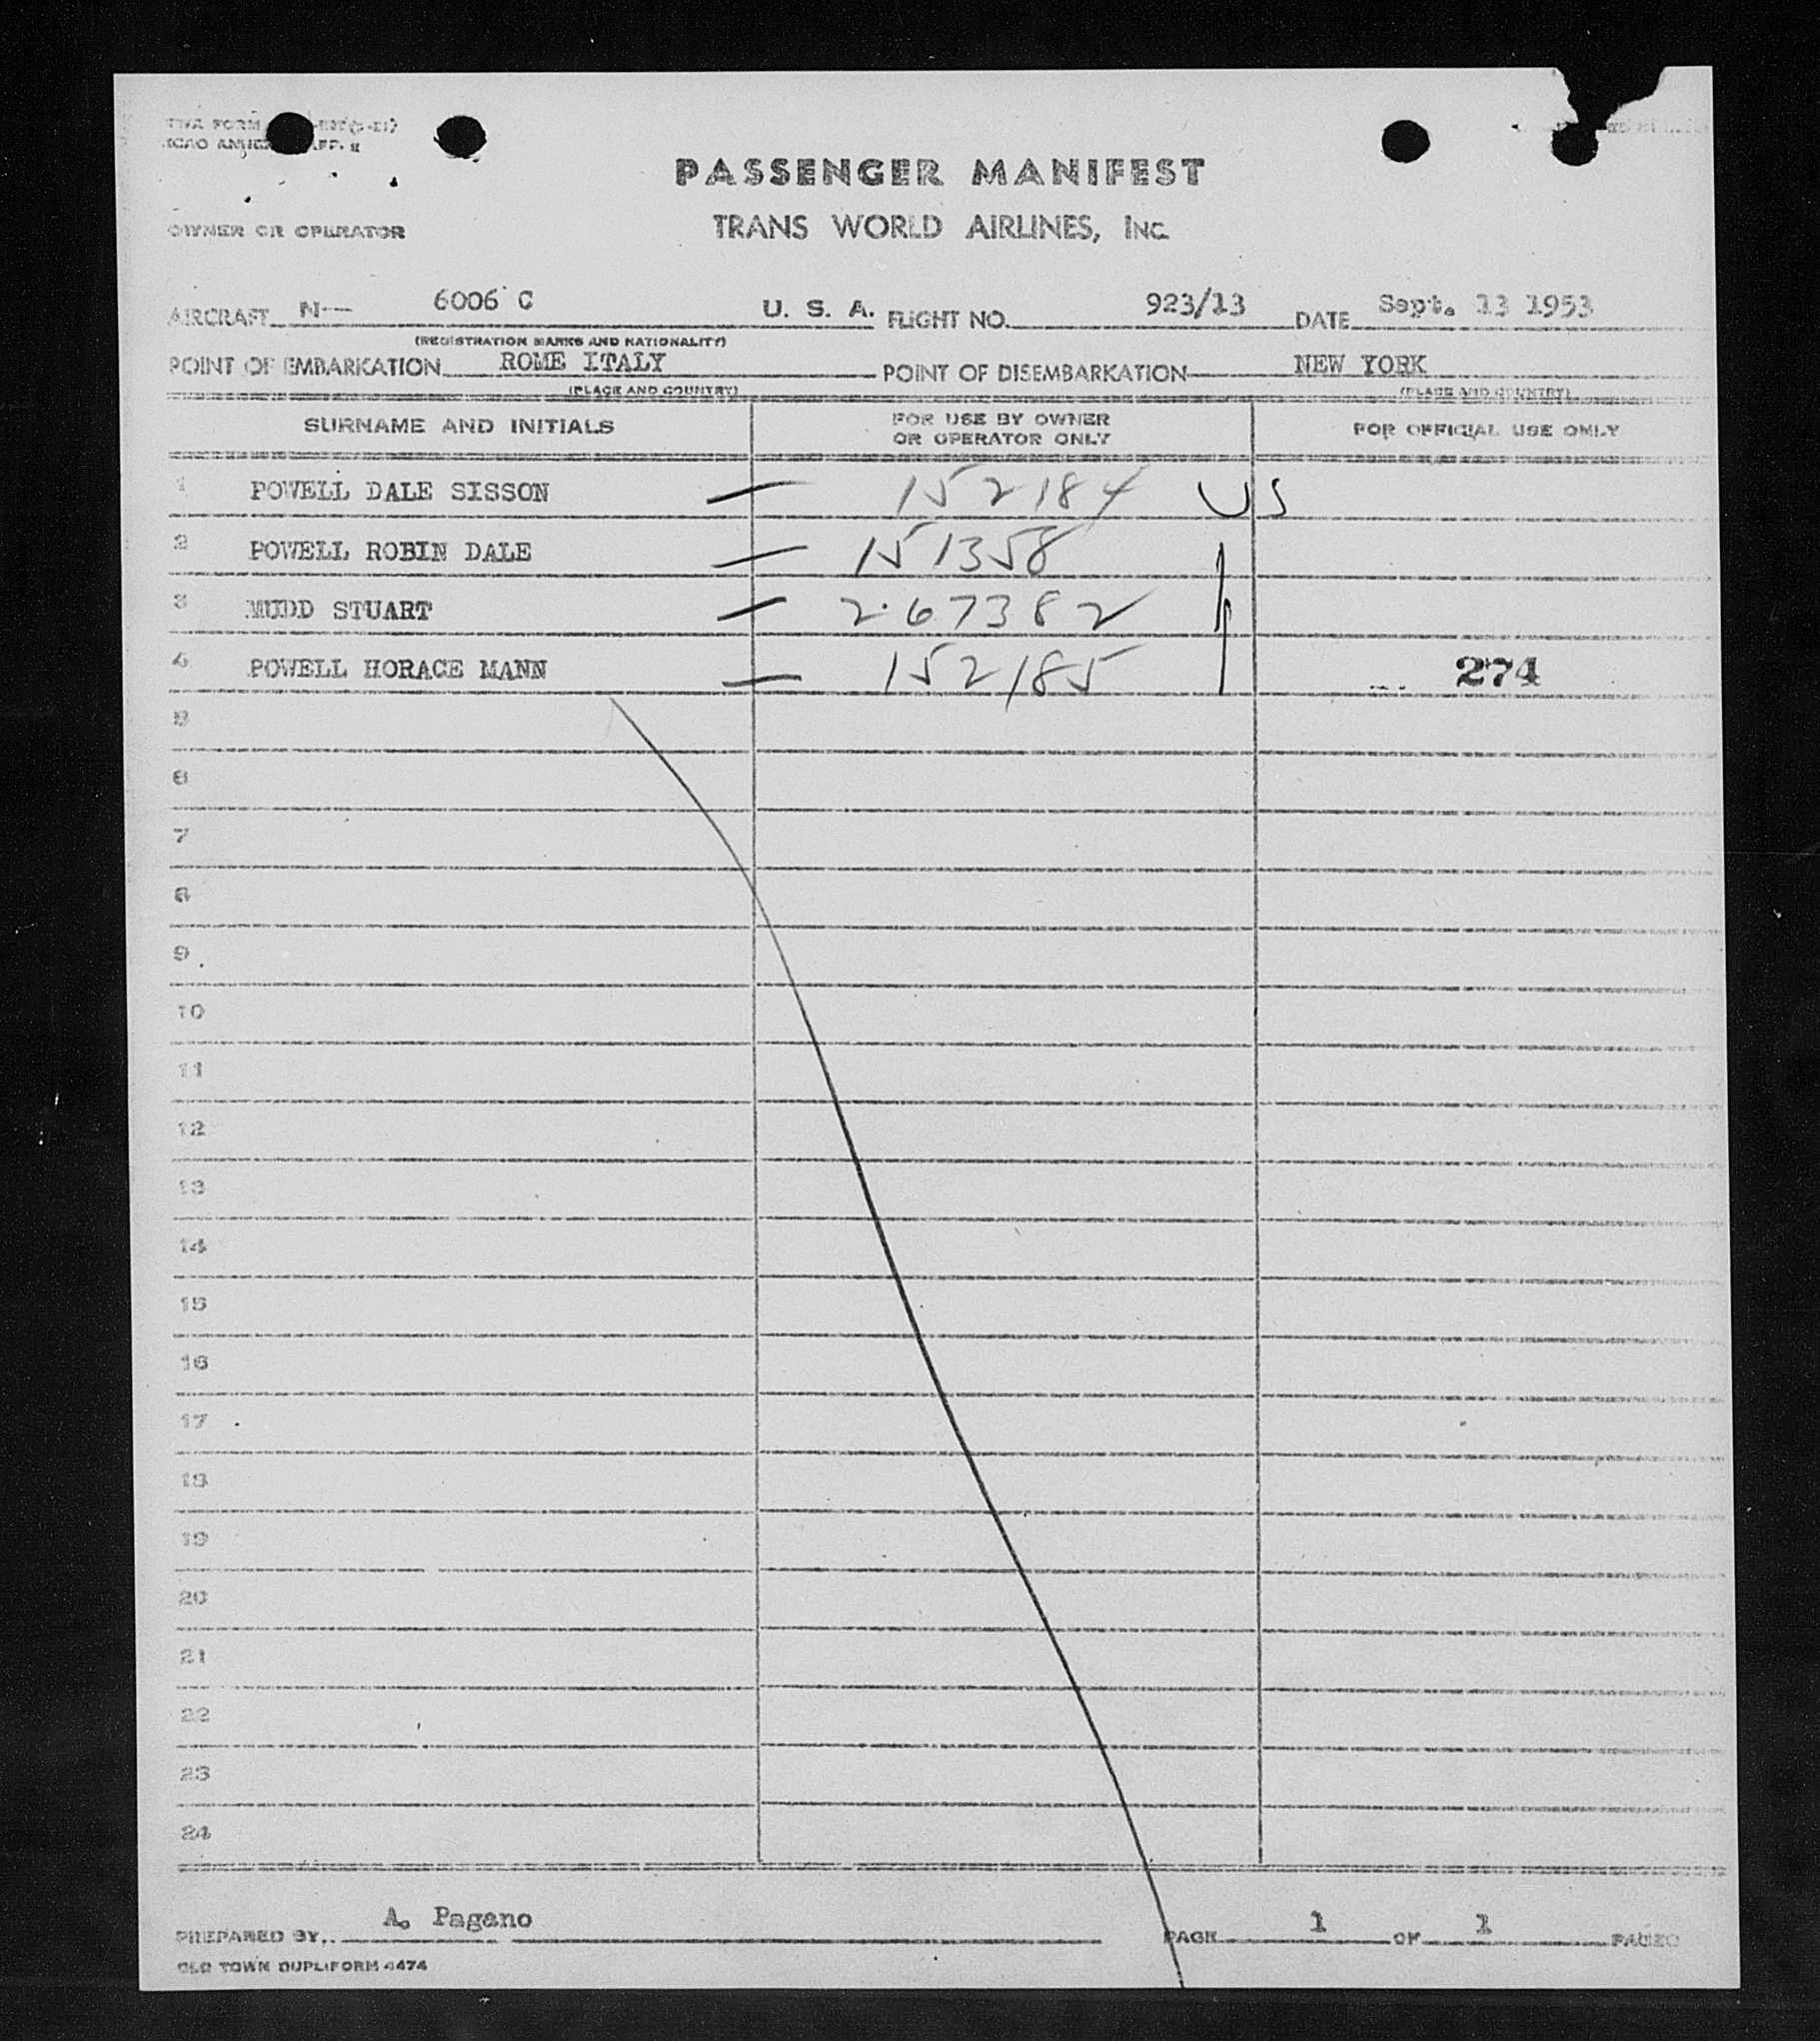 TWA FORM
ICAO ANNEX APP.
PASSENGER MANIFEST
OWNER OR OPERATOR TRANS WORLD AIRLINES, INC.
AIRCRAFT N-- 6006 C U. S. A. FLIGHT NO. 923/13 DATE Sept. 13 1953
(REGISTRATION MARKS AND NATIONALITY)
POINT OF EMBARKATION ROME ITALY POINT OF DISEMBARKATION NEW YORK
(PLACE AND COUNTRY) (PLACE AND COUNTRY)
SURNAME AND INITIALS FOR USE BY OWNER OR OPERATOR ONLY FOR OFFICIAL USE ONLY
1 POWELL DALE SISSON — 152184 US
2 POWELL ROBIN DALE — 151358
3 MUDD STUART — 267382
4 POWELL HORACE MANN — 152185 274
5
6
7
8
9
10
11
12
13
14
15
16
17
18
19
20
21
22
23
24
PREPARED BY A. Pagano PAGE 1 OF 1 PAGES
OLD TOWN DUPLIFORM 4474